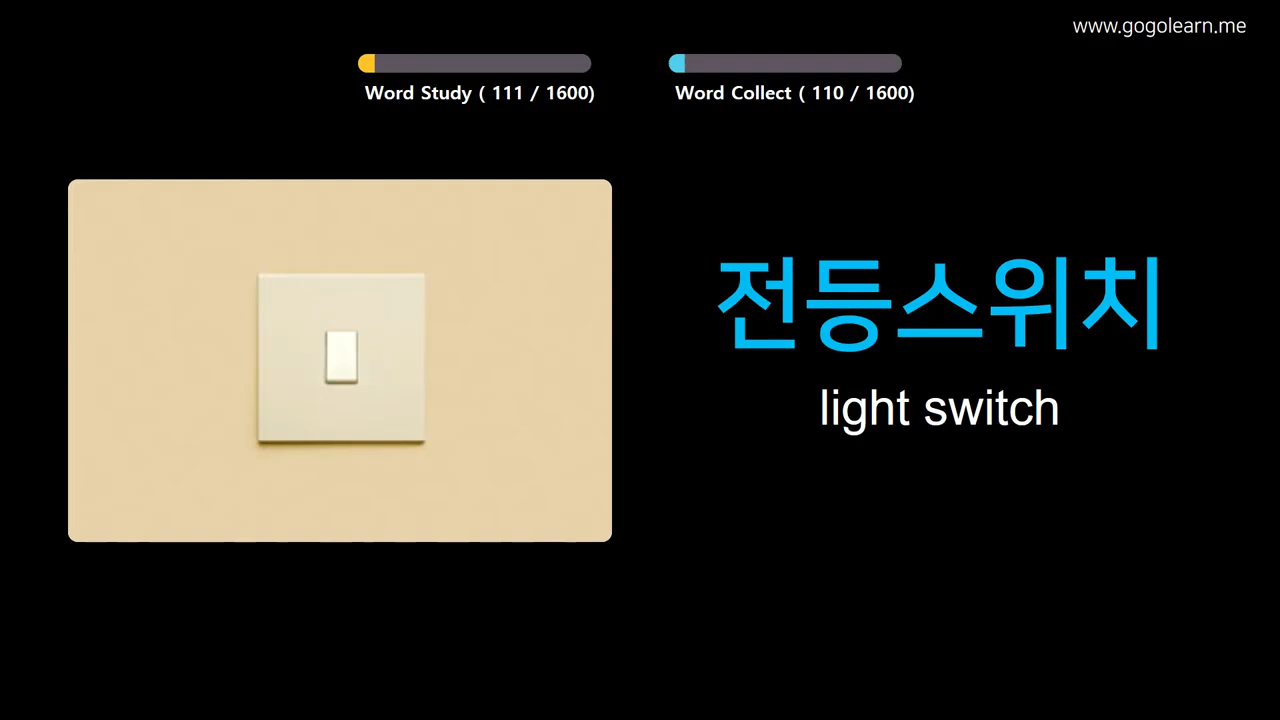 www.gogolearn.me
Word Study ( 111 / 1600)
Word Collect ( 110 / 1600)
전등스위치
light switch